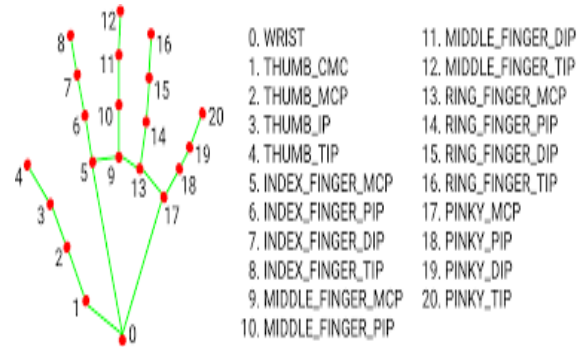 12
8
16
11
7
15
10
6
14
20
19
5
9
13
18
4
17
3
2
1
0
0. WRIST
1. THUMB_CMC
2. THUMB_MCP
3. THUMB_IP
4. THUMB_TIP
5. INDEX_FINGER_MCP
6. INDEX_FINGER_PIP
7. INDEX_FINGER_DIP
8. INDEX_FINGER_TIP
9. MIDDLE_FINGER_MCP
10. MIDDLE_FINGER_PIP
11. MIDDLE_FINGER_DIP
12. MIDDLE_FINGER_TIP
13. RING_FINGER_MCP
14. RING_FINGER_PIP
15. RING_FINGER_DIP
16. RING_FINGER_TIP
17. PINKY_MCP
18. PINKY_PIP
19. PINKY_DIP
20. PINKY_TIP